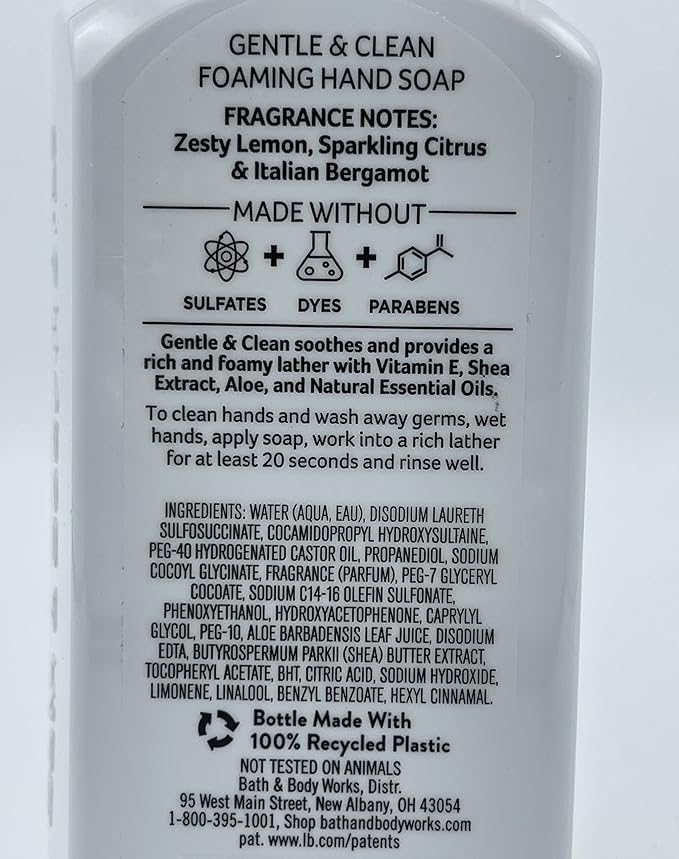 GENTLE & CLEAN
FOAMING HAND SOAP
FRAGRANCE NOTES:
Zesty Lemon, Sparkling Citrus
& Italian Bergamot
MADE WITHOUT
SULFATES + DYES + PARABENS
Gentle & Clean soothes and provides a
rich and foamy lather with Vitamin E, Shea
Extract, Aloe, and Natural Essential Oils.
To clean hands and wash away germs, wet
hands, apply soap, work into a rich lather
for at least 20 seconds and rinse well.
INGREDIENTS: WATER (AQUA, EAU), DISODIUM LAURETH
SULFOSUCCINATE, COCAMIDOPROPYL HYDROXYSULTAINE,
PEG-40 HYDROGENATED CASTOR OIL, PROPANEDIOL, SODIUM
COCOYL GLYCINATE, FRAGRANCE (PARFUM), PEG-7 GLYCERYL
COCOATE, SODIUM C14-16 OLEFIN SULFONATE,
PHENOXYETHANOL, HYDROXYACETOPHENONE, CAPRYLYL
GLYCOL, PEG-10, ALOE BARBADENSIS LEAF JUICE, DISODIUM
EDTA, BUTYROSPERMUM PARKII (SHEA) BUTTER EXTRACT,
TOCOPHERYL ACETATE, BHT, CITRIC ACID, SODIUM HYDROXIDE,
LIMONENE, LINALOOL, BENZYL BENZOATE, HEXYL CINNAMAL.
Bottle Made With
100% Recycled Plastic
NOT TESTED ON ANIMALS
Bath & Body Works, Distr.
95 West Main Street, New Albany, OH 43054
1-800-395-1001, Shop bathandbodyworks.com
pat. www.lb.com/patents